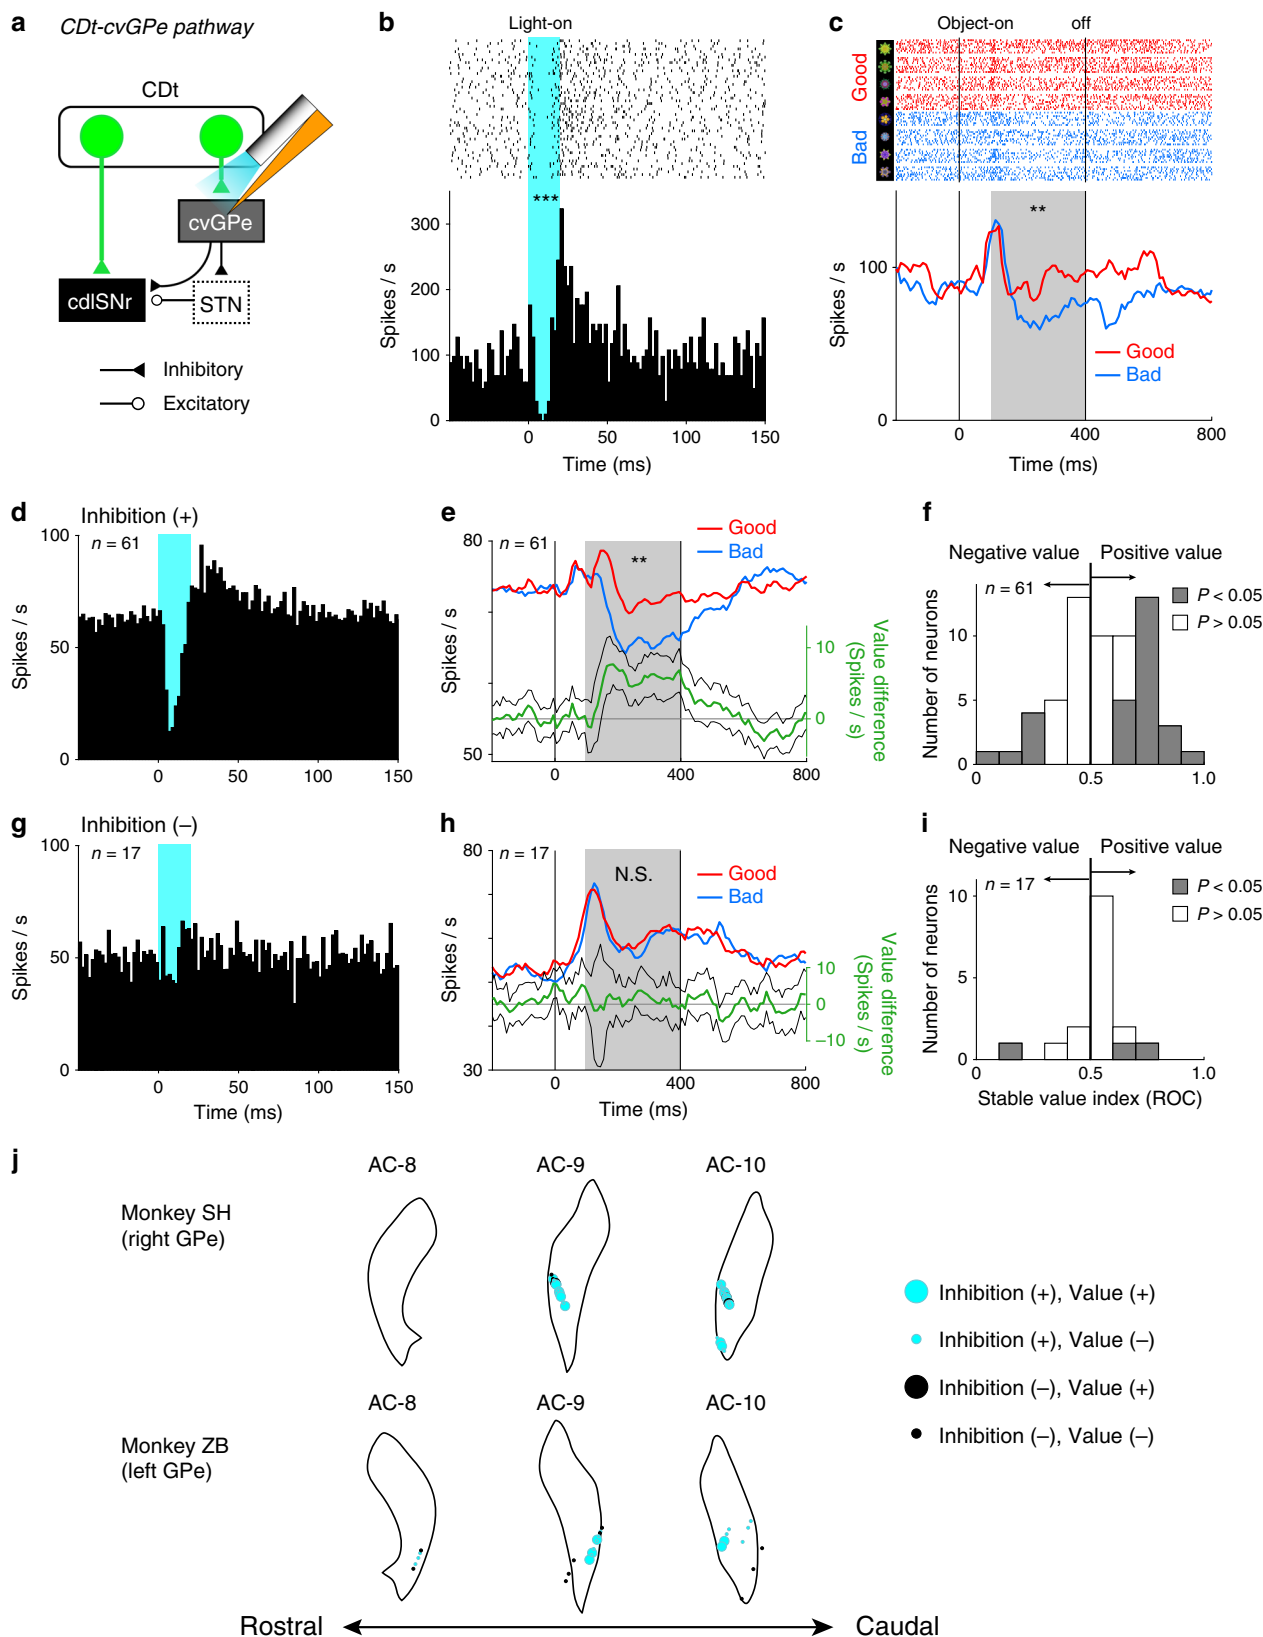 a
CDt-cvGPe pathway
CDt
cvGPe
cdlSNr
STN
Inhibitory
Excitatory
b
Light-on
***
Spikes / s
300
200
100
0
0
50
100
150
Time (ms)
c
Object-on
off
Good
Bad
**
Spikes / s
100
0
Good
Bad
0
400
800
Time (ms)
d
Inhibition (+)
n = 61
Spikes / s
100
50
0
0
50
100
150
e
n = 61
**
Good
Bad
Spikes / s
80
50
10
0
Value difference
(Spikes / s)
0
400
800
f
Negative value
Positive value
n = 61
P < 0.05
P > 0.05
Number of neurons
10
5
0
0
0.5
1.0
g
Inhibition (–)
n = 17
Spikes / s
100
50
0
0
50
100
150
Time (ms)
h
n = 17
N.S.
Good
Bad
Spikes / s
80
30
10
0
–10
Value difference
(Spikes / s)
0
400
800
Time (ms)
i
Negative value
Positive value
n = 17
P < 0.05
P > 0.05
Number of neurons
10
5
0
0
0.5
1.0
Stable value index (ROC)
j
AC-8
AC-9
AC-10
Monkey SH
(right GPe)
AC-8
AC-9
AC-10
Monkey ZB
(left GPe)
Inhibition (+), Value (+)
Inhibition (+), Value (–)
Inhibition (–), Value (+)
Inhibition (–), Value (–)
Rostral
Caudal